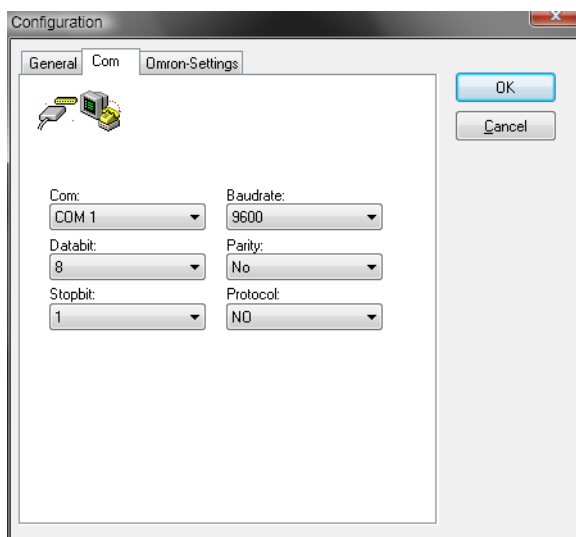 Configuration
General Com Omron-Settings
OK
Cancel
Com: Baudrate:
COM 1 9600
Databit: Parity:
8 No
Stopbit: Protocol:
1 NO